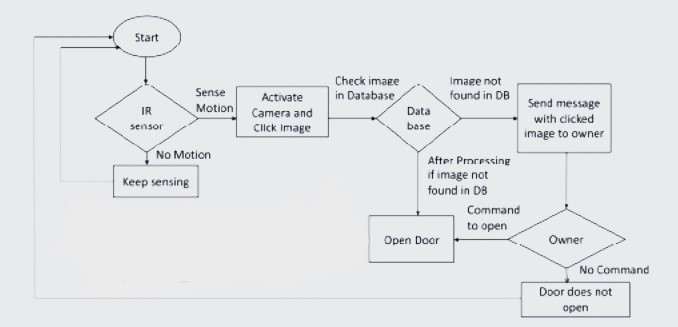 Start
IR
sensor
Sense
Motion
No Motion
Keep sensing
Activate
Camera and
Click Image
Check image
in Database
Data
base
Image not
found in DB
Send message
with clicked
image to owner
After Processing
if image not
found in DB
Open Door
Command
to open
Owner
No Command
Door does not
open